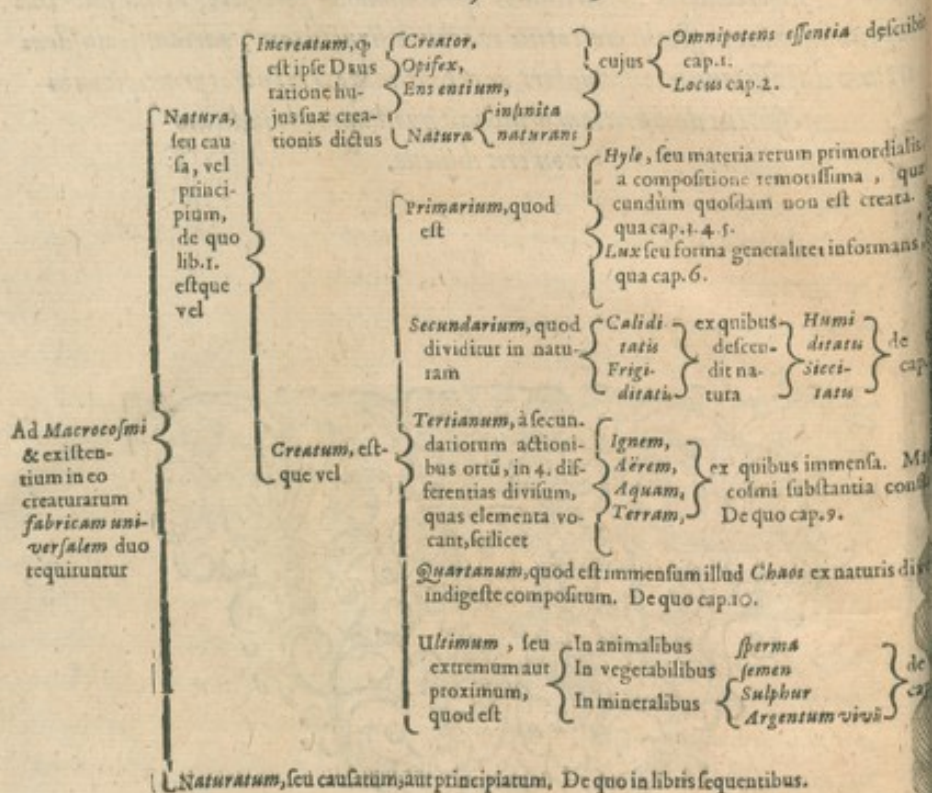 Increatum, ꝙ
est ipse Deus
ratione hu-
jus suæ crea-
tionis dictus
Creator,
Opifex,
Ens entium,
Natura
infinita
naturans
cujus
Omnipotens essentia describit
cap.1.
Locus cap.2.
Natura,
seu cau
sa, vel
princi-
pium,
de quo
lib.1.
estque
vel
Primarium, quod
est
Hyle, seu materia rerum primordialis
a compositione remotissima, 
cundùm quosdam non est creata.
qua cap.3.4.5.
Lux seu forma generaliter informans
qua cap.6.
Secundarium, quod
dividitur in natu-
ram
Calidi
tatis
Frigi-
ditatis
ex quibus
descen-
dit na-
tura
Humi
ditatis
Sicci-
tatis
de
cap.
Ad Macrocosmi
& existen-
tium in eo
creaturarum
fabricam uni-
versalem duo
requiruntur
Creatum, est-
que vel
Tertianum, à secun-
dariorum actioni-
bus ortũ, in 4. dif-
ferentias divisum,
quas elementa vo-
cant, scilicet
Ignem,
Aërem,
Aquam,
Terram,
ex quibus immensa.
cosmi substantia
De quo cap.9.
Quartanum, quod est immensum illud Chaos ex naturis
indigeste compositum. De quo cap.10.
Ultimum, seu
extremum aut
proximum,
quod est
In animalibus sperma
In vegetabilibus semen
In mineralibus
Sulphur
Argentum vivũ
de
cap
Naturatum, seu causatum, aut principiatum. De quo in libris sequentibus.